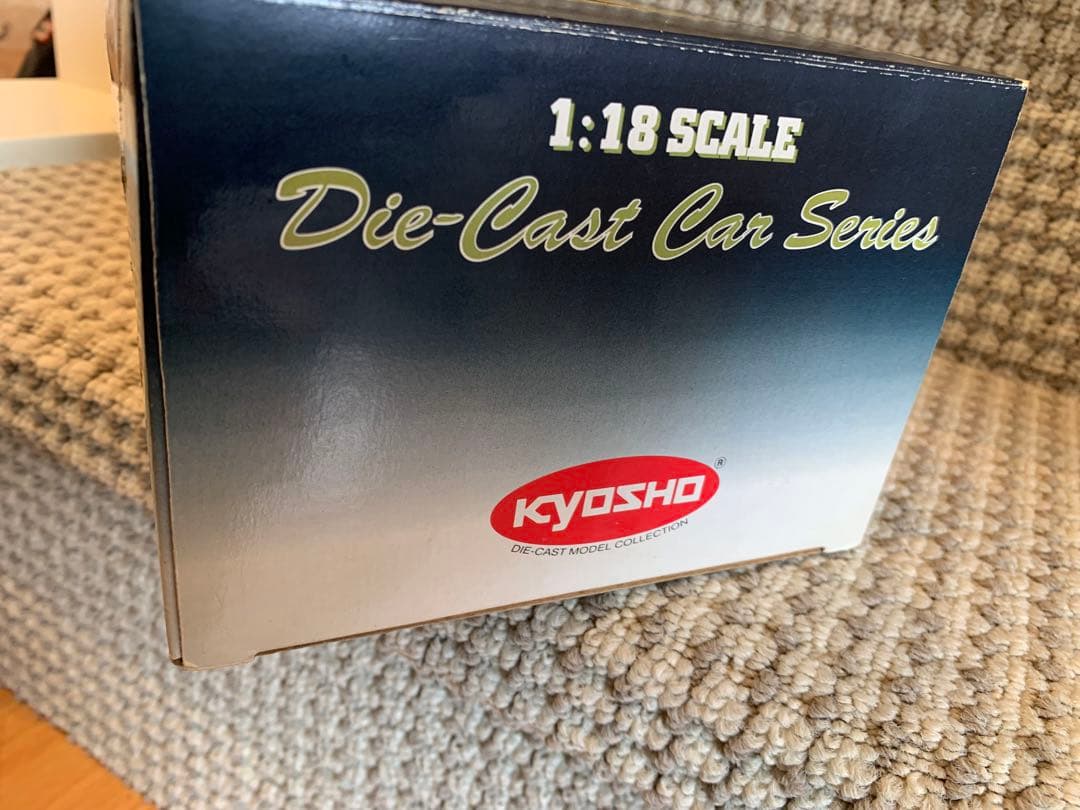 1:18 SCALE
Die-Cast Car Series
KYOSHO ®
DIE-CAST MODEL COLLECTION